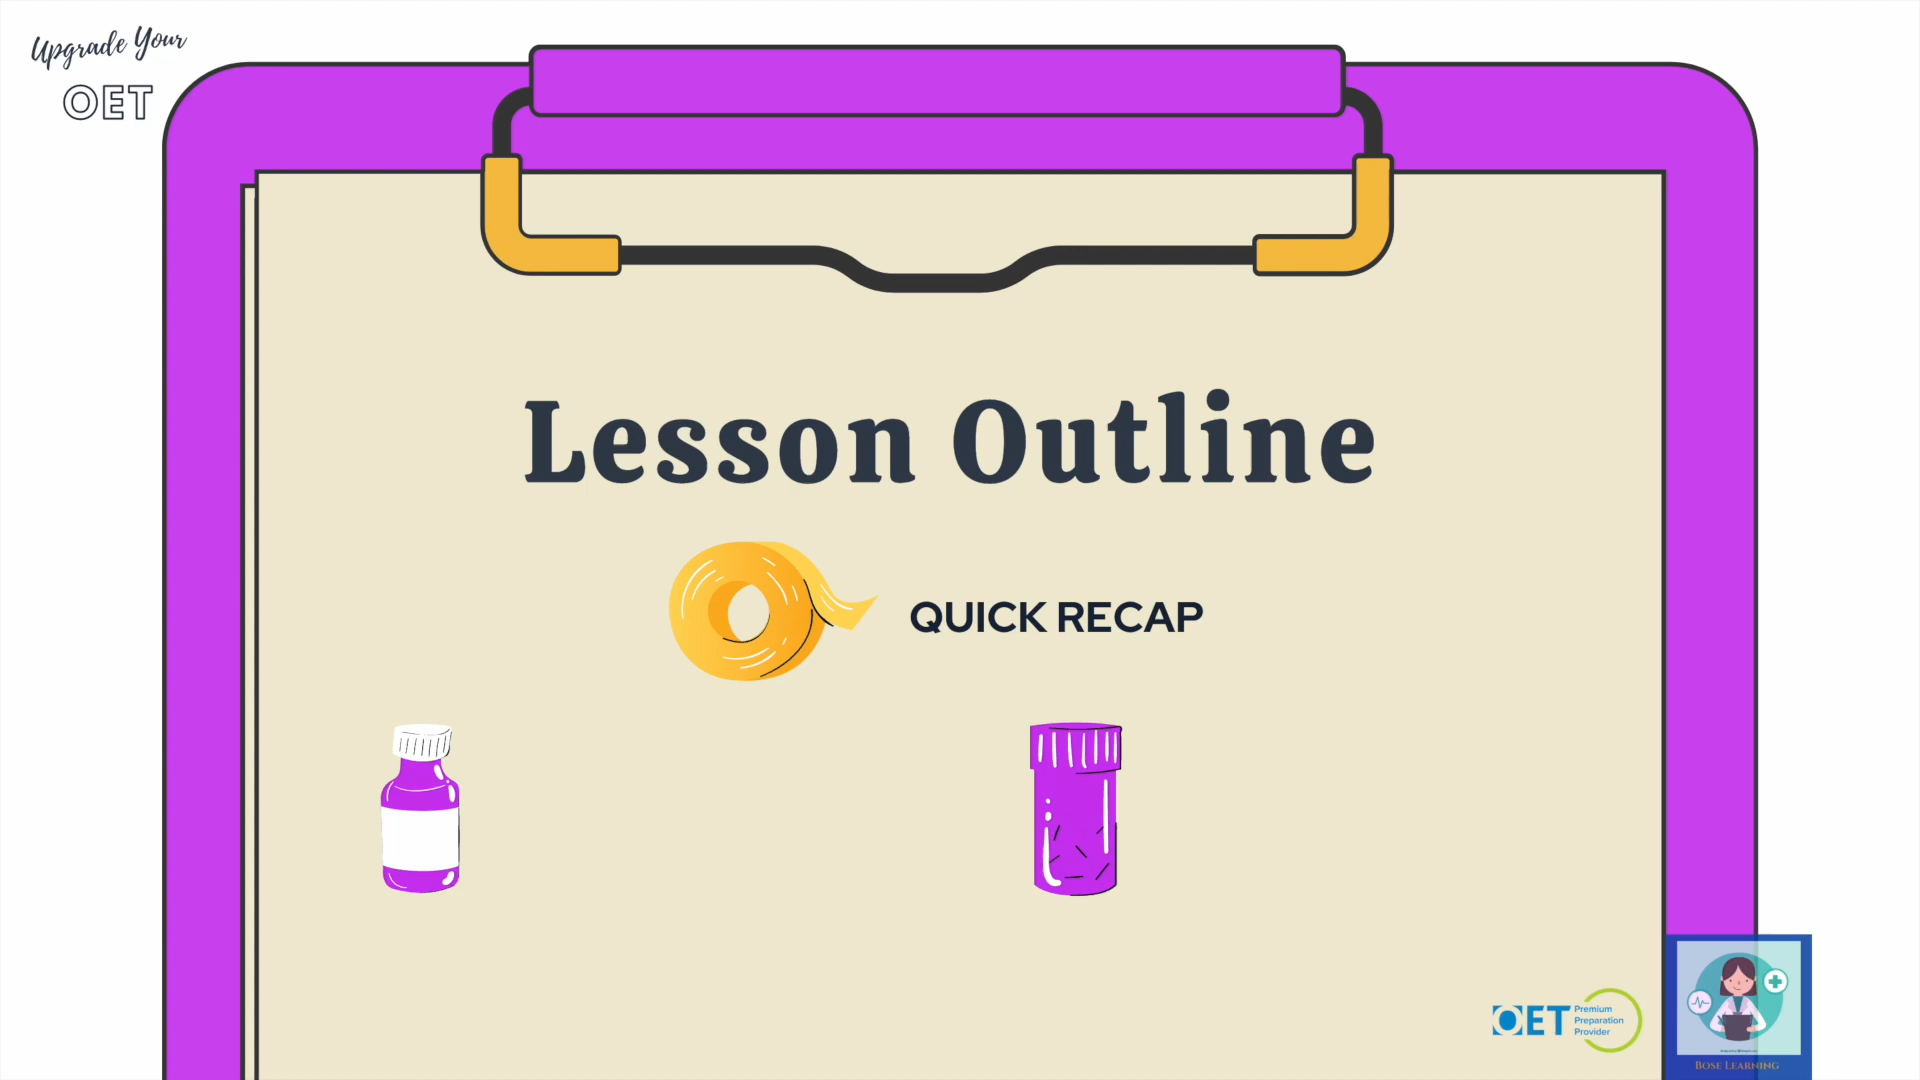 Upgrade Your
OET
Lesson Outline
QUICK RECAP
OET Premium
Preparation
Provider
BOSE LEARNING